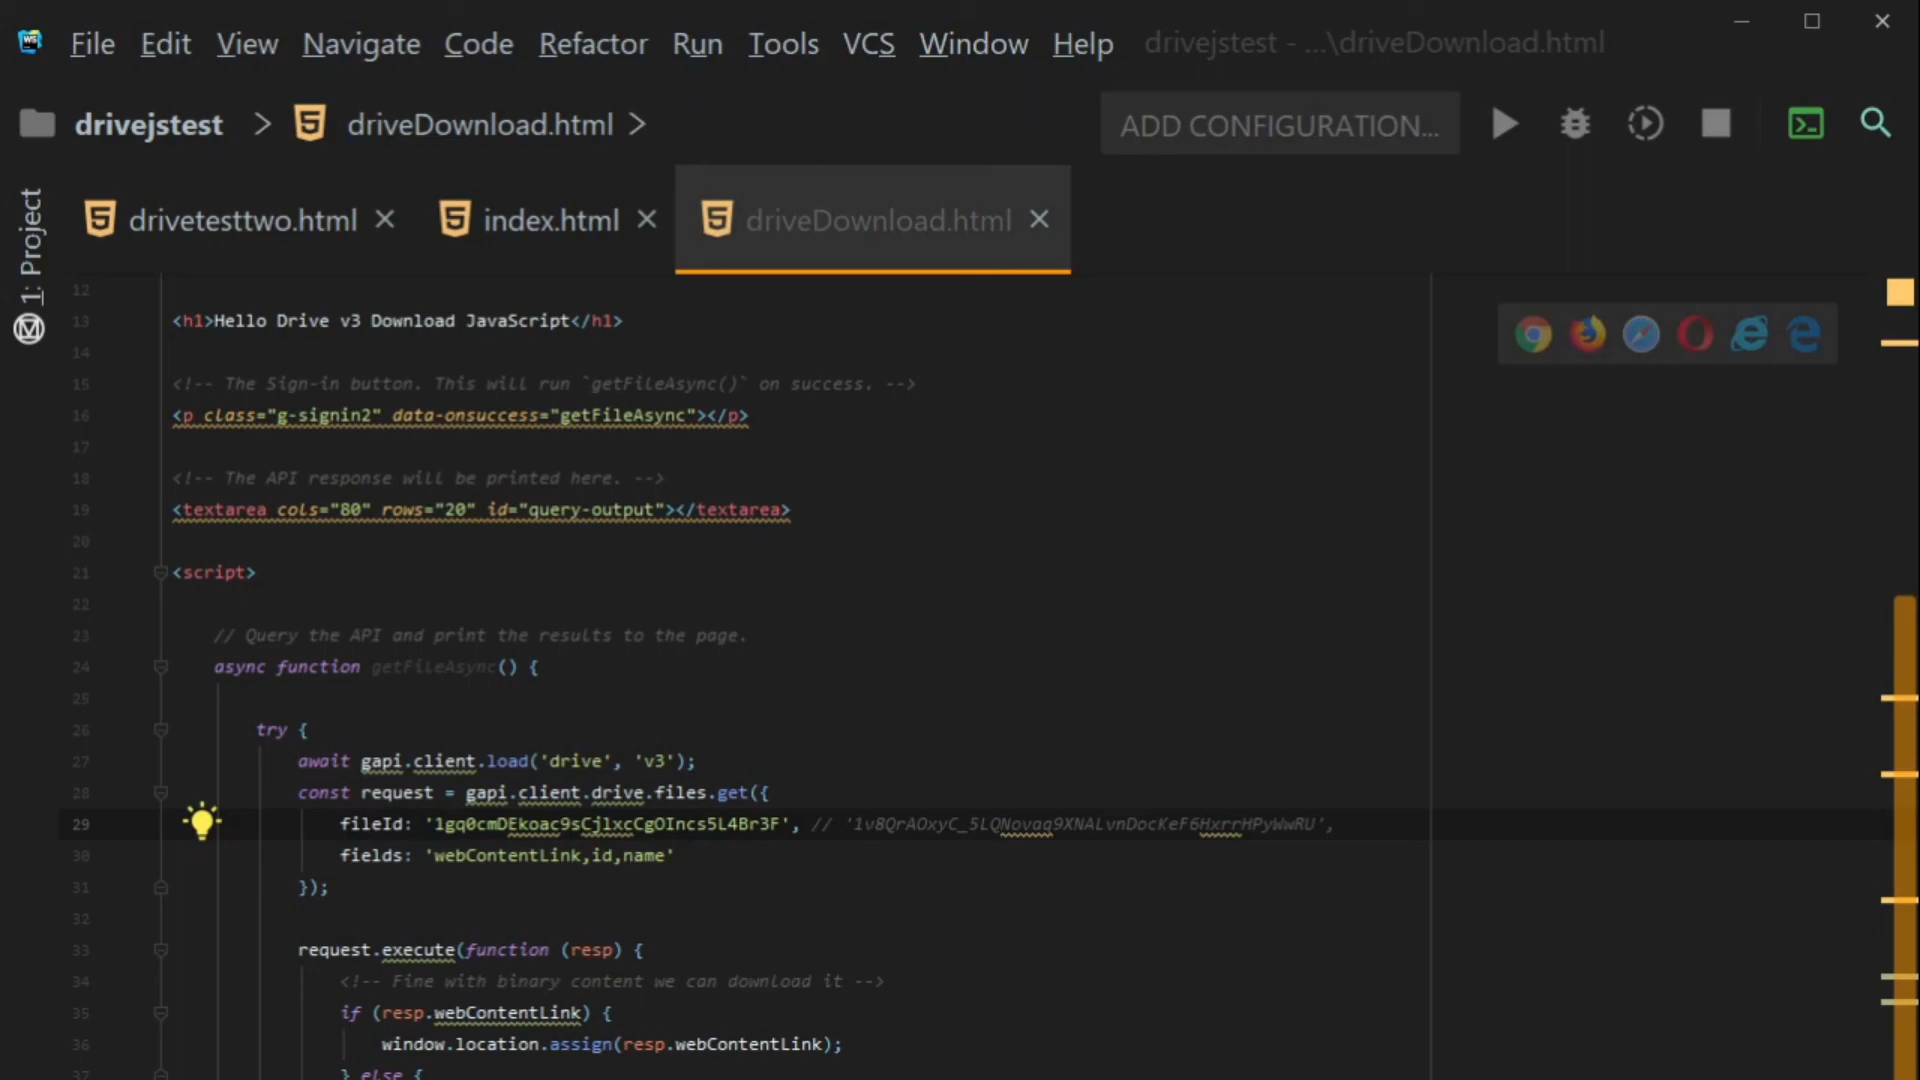 WS File Edit View Navigate Code Refactor Run Tools VCS Window Help drivejstest - ...\driveDownload.html
drivejstest > driveDownload.html >
ADD CONFIGURATION...
1: Project
drivetesttwo.html × index.html × driveDownload.html ×
12
13 <h1>Hello Drive v3 Download JavaScript</h1>
14
15 <!-- The Sign-in button. This will run `getFileAsync()` on success. -->
16 <p class="g-signin2" data-onsuccess="getFileAsync"></p>
17
18 <!-- The API response will be printed here. -->
19 <textarea cols="80" rows="20" id="query-output"></textarea>
20
21 <script>
22
23 // Query the API and print the results to the page.
24 async function getFileAsync() {
25
26 try {
27 await gapi.client.load('drive', 'v3');
28 const request = gapi.client.drive.files.get({
29 fileId: '1gq0cmDEkoac9sCjlxcCgOIncs5L4Br3F', // '1v8QrAOxyC_5LQNovaq9XNALvnDocKeF6HxrrHPyWwRU',
30 fields: 'webContentLink,id,name'
31 });
32
33 request.execute(function (resp) {
34 <!-- Fine with binary content we can download it -->
35 if (resp.webContentLink) {
36 window.location.assign(resp.webContentLink);
37 } else {